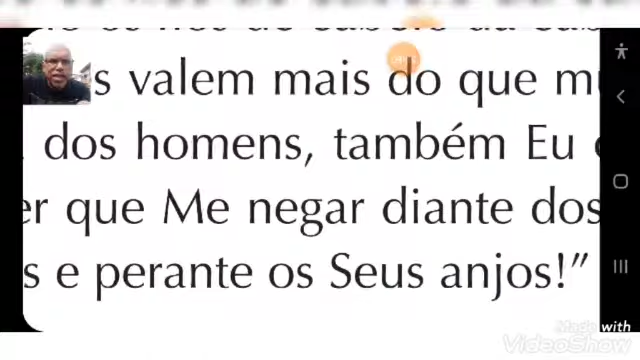 s valem mais do que
dos homens, também Eu
que Me negar diante dos
s e perante os Seus anjos!”
Made with
VideoShow